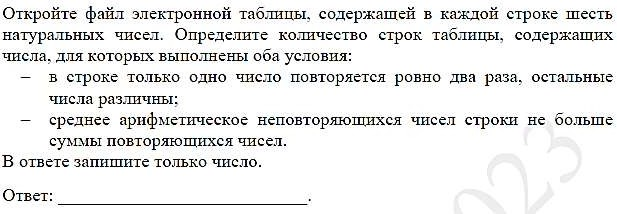 Откройте файл электронной таблицы, содержащей в каждой строке шесть
натуральных чисел. Определите количество строк таблицы, содержащих
числа, для которых выполнены оба условия:
– в строке только одно число повторяется ровно два раза, остальные
числа различны;
– среднее арифметическое неповторяющихся чисел строки не больше
суммы повторяющихся чисел.
В ответе запишите только число.
Ответ: ___________________________.
2023